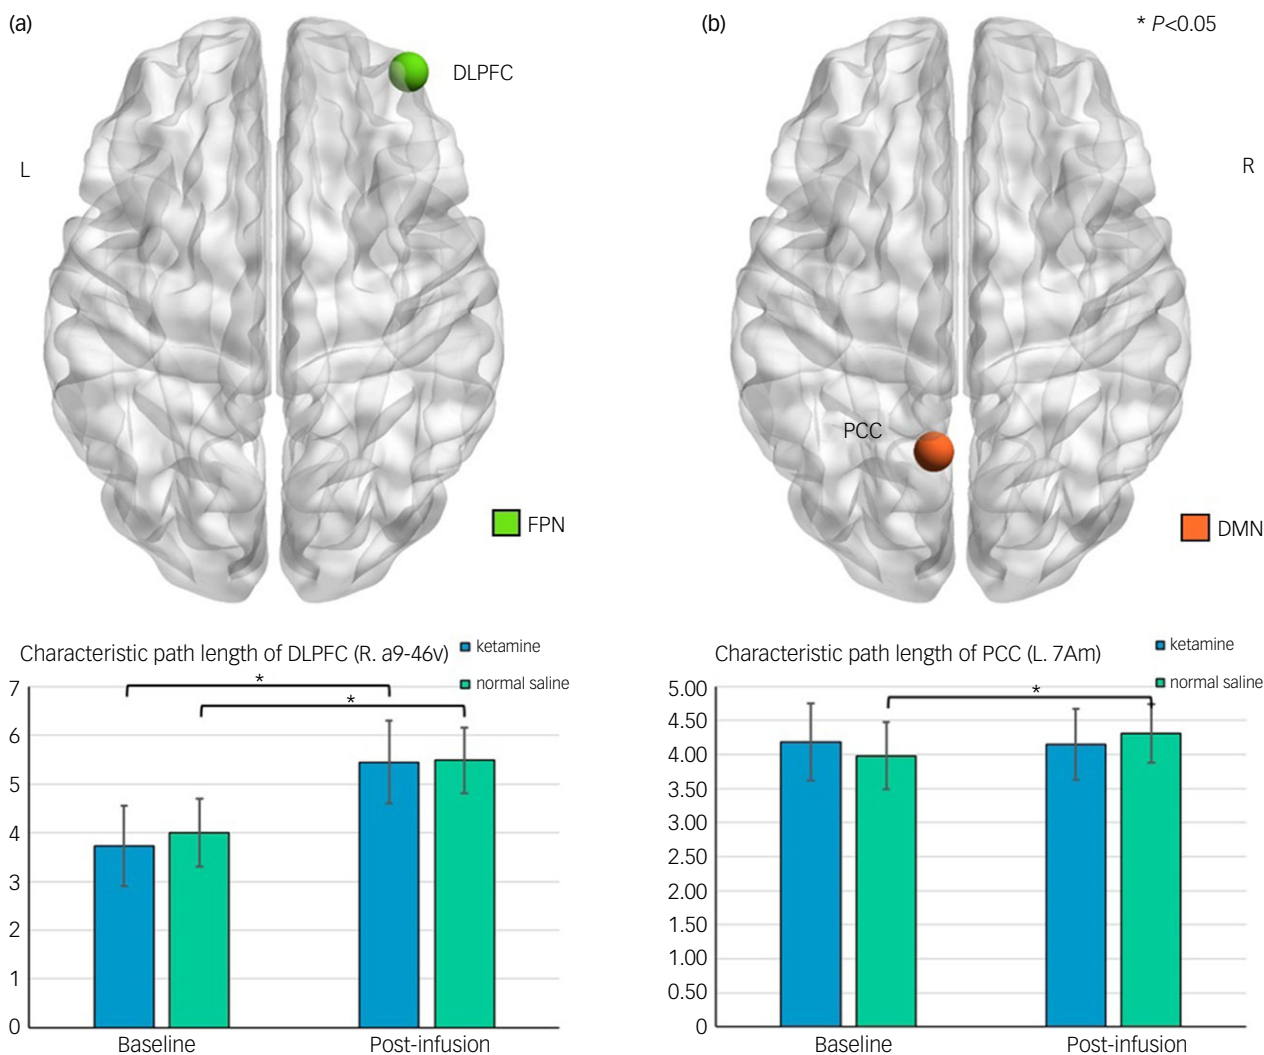 (a)
DLPFC
L
FPN
(b)
* P<0.05
R
PCC
DMN
Characteristic path length of DLPFC (R. a9-46v)
ketamine
normal saline
*
*
7
6
5
4
3
2
1
0
Baseline
Post-infusion
Characteristic path length of PCC (L. 7Am)
ketamine
normal saline
*
5.00
4.50
4.00
3.50
3.00
2.50
2.00
1.50
1.00
0.50
0
Baseline
Post-infusion